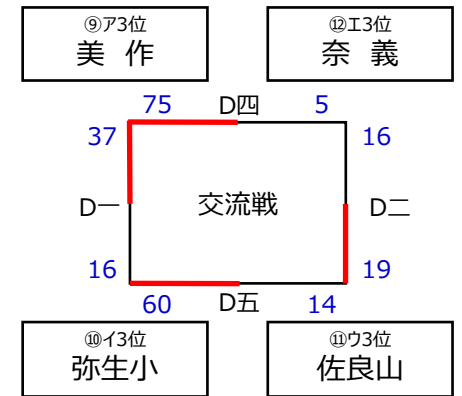 ⑨ア3位
美 作
⑫エ3位
奈 義
75 D四 5
37 16
D一 交流戦 D二
16 19
60 D五 14
⑩イ3位
弥生小
⑪ウ3位
佐良山